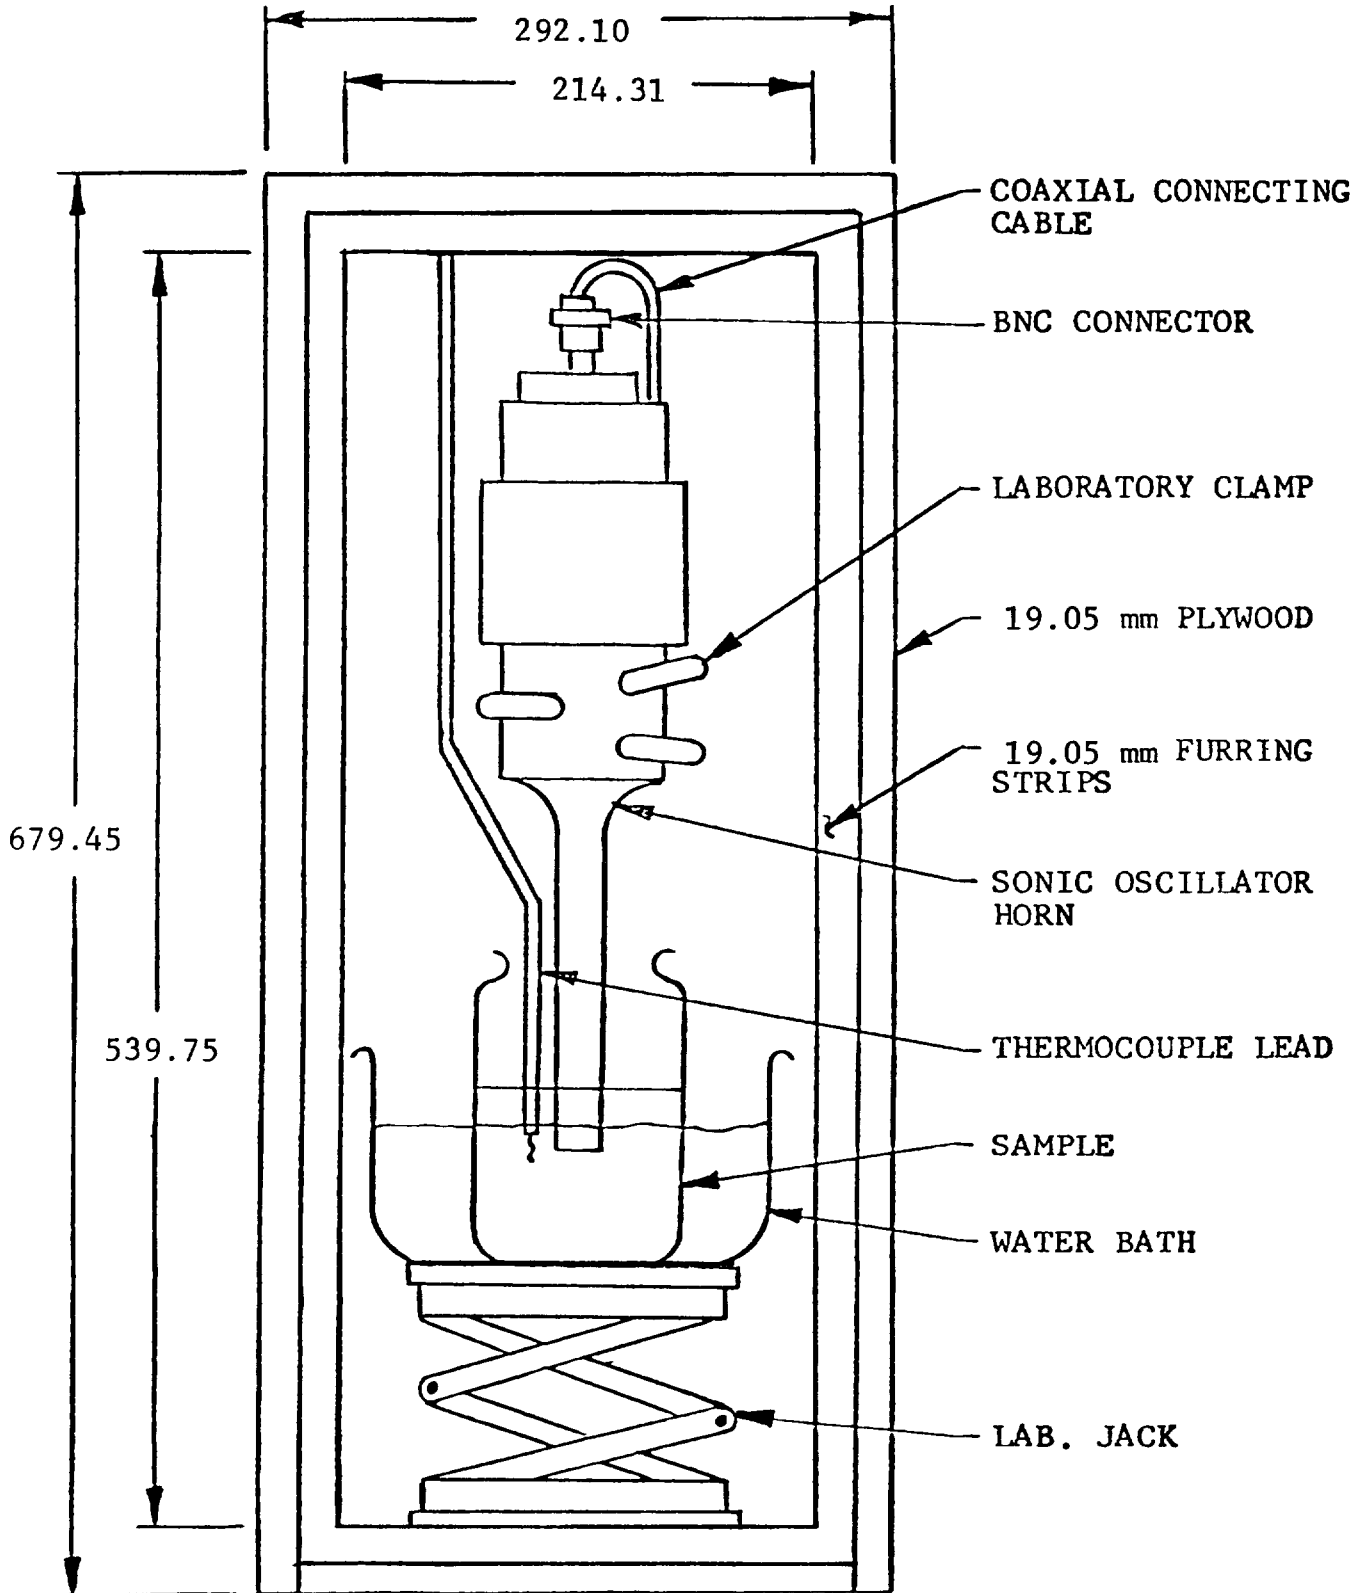 292.10
214.31
COAXIAL CONNECTING
CABLE
BNC CONNECTOR
LABORATORY CLAMP
19.05 mm PLYWOOD
19.05 mm FURRING
STRIPS
679.45
SONIC OSCILLATOR
HORN
539.75
THERMOCOUPLE LEAD
SAMPLE
WATER BATH
LAB. JACK